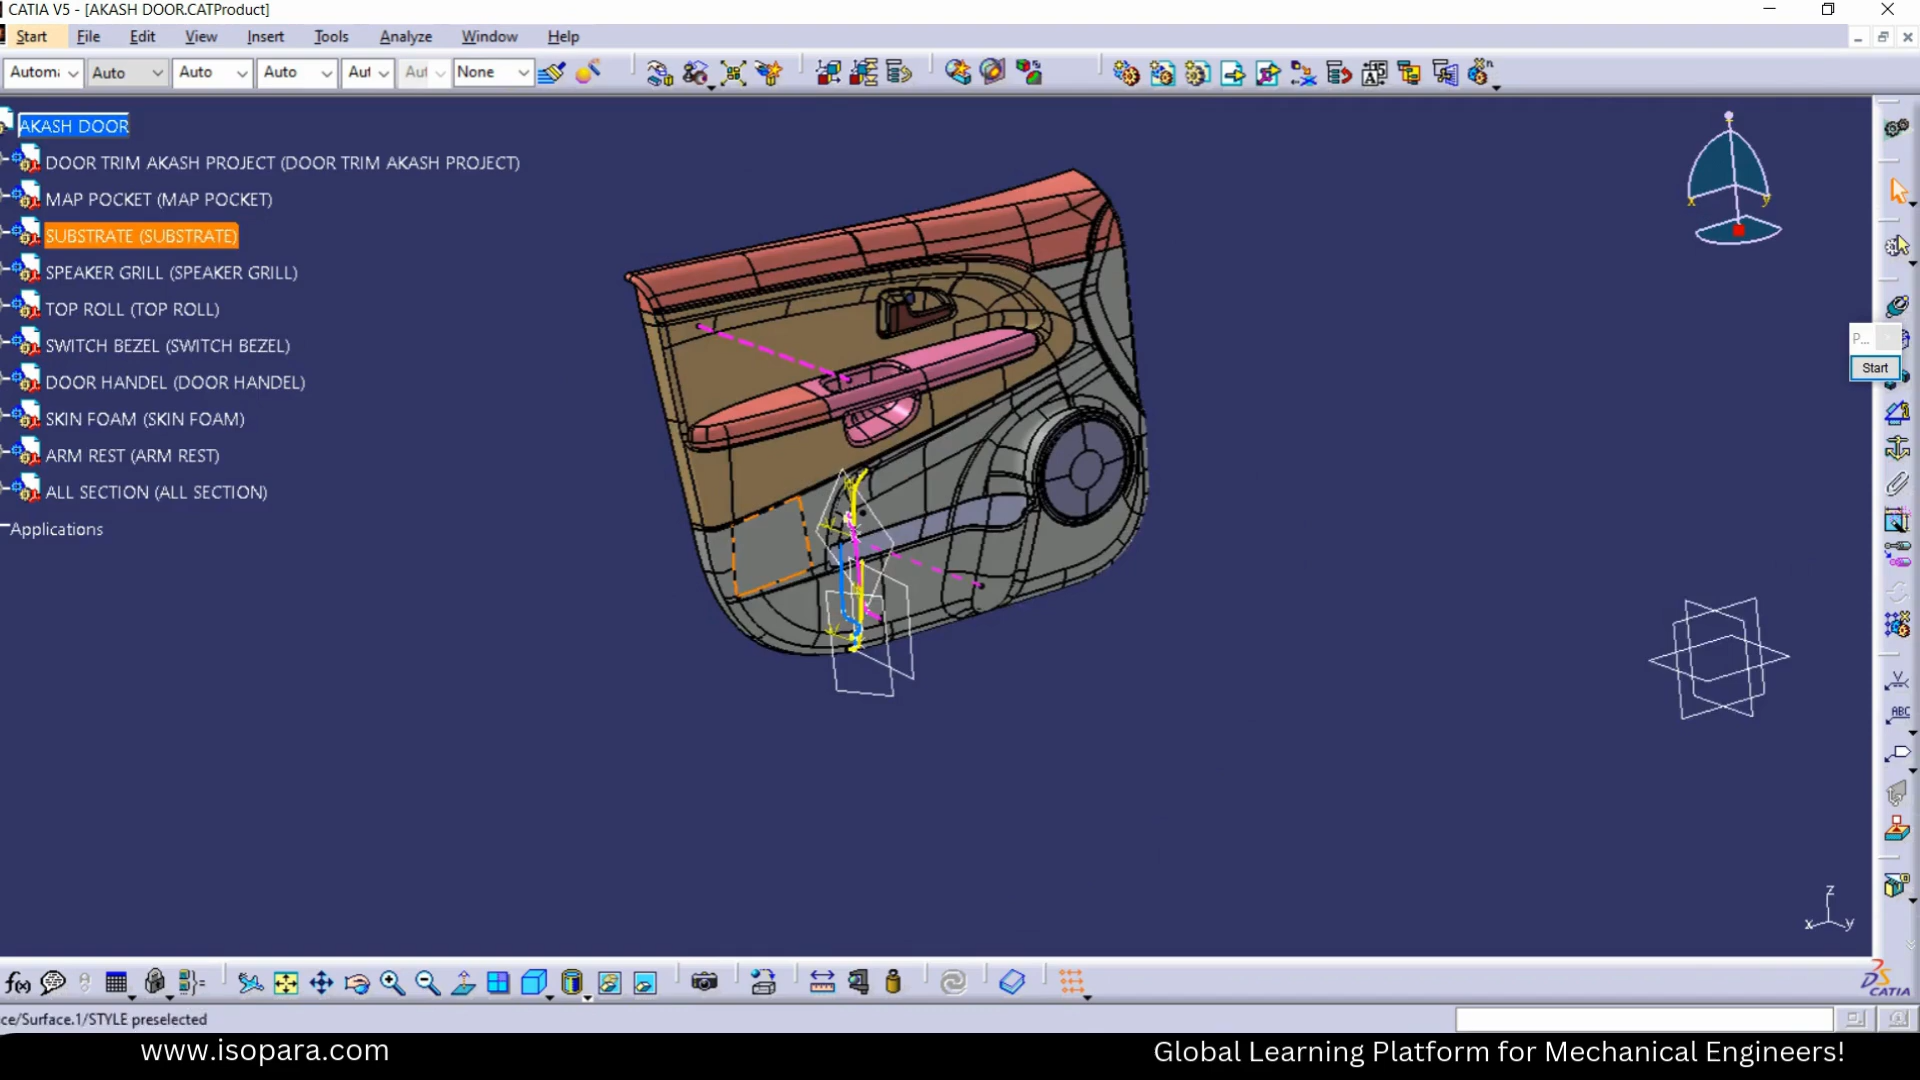 CATIA V5 - [AKASH DOOR.CATProduct]
Start File Edit View Insert Tools Analyze Window Help
Auto Auto Auto None
AKASH DOOR
DOOR TRIM AKASH PROJECT (DOOR TRIM AKASH PROJECT)
MAP POCKET (MAP POCKET)
SUBSTRATE (SUBSTRATE)
SPEAKER GRILL (SPEAKER GRILL)
TOP ROLL (TOP ROLL)
SWITCH BEZEL (SWITCH BEZEL)
DOOR HANDEL (DOOR HANDEL)
SKIN FOAM (SKIN FOAM)
ARM REST (ARM REST)
ALL SECTION (ALL SECTION)
Applications
x y
P...
Start
ABC
z
x y
f(x)
CATIA
ce/Surface.1/STYLE preselected
www.isopara.com
Global Learning Platform for Mechanical Engineers!